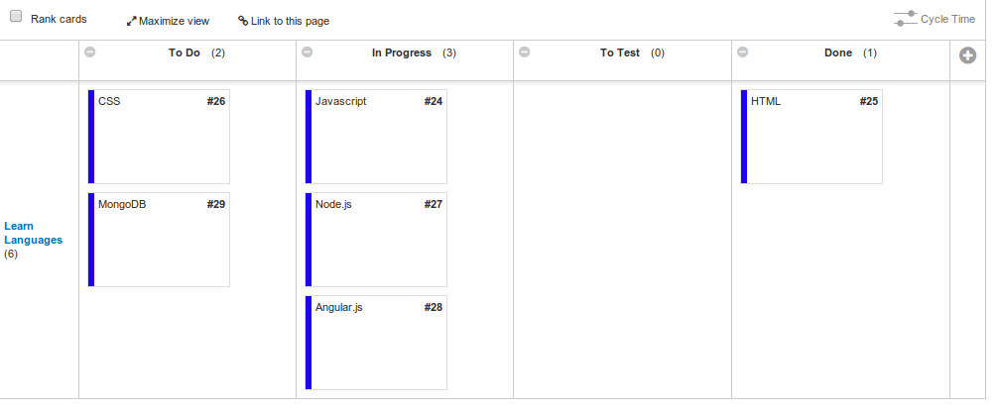 Rank cards
Maximize view
Link to this page
Cycle Time
To Do (2)
In Progress (3)
To Test (0)
Done (1)
Learn
Languages
(6)
CSS #26
MongoDB #29
Javascript #24
Node.js #27
Angular.js #28
HTML #25